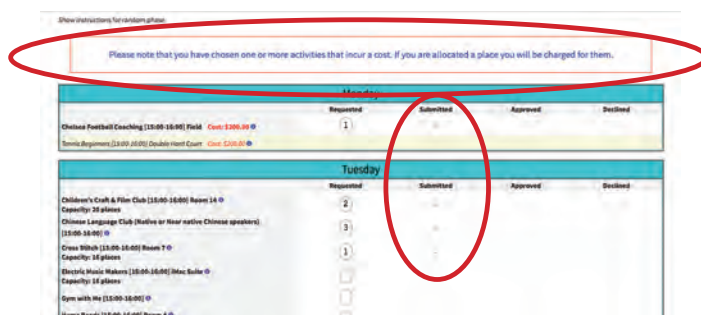 Show instructions for random phase.
Please note that you have chosen one or more activities that incur a cost. If you are allocated a place you will be charged for them.
Monday
Requested Submitted Approved Declined
Chelsea Football Coaching [15:00-16:00] Field Cost: $200.00
1
Tennis Beginners [15:00-16:00] Double Hard Court Cost: $220.00
Tuesday
Requested Submitted Approved Declined
Children's Craft & Film Club [15:00-16:00] Room 14
Capacity: 20 places
2
Chinese Language Club (Native or Near native Chinese speakers)
[15:00-16:00]
3
Cross Stitch [15:00-16:00] Room 7
Capacity: 16 places
1
Electric Music Makers [15:00-16:00] iMac Suite
Capacity: 16 places
Gym with Me [15:00-16:00]